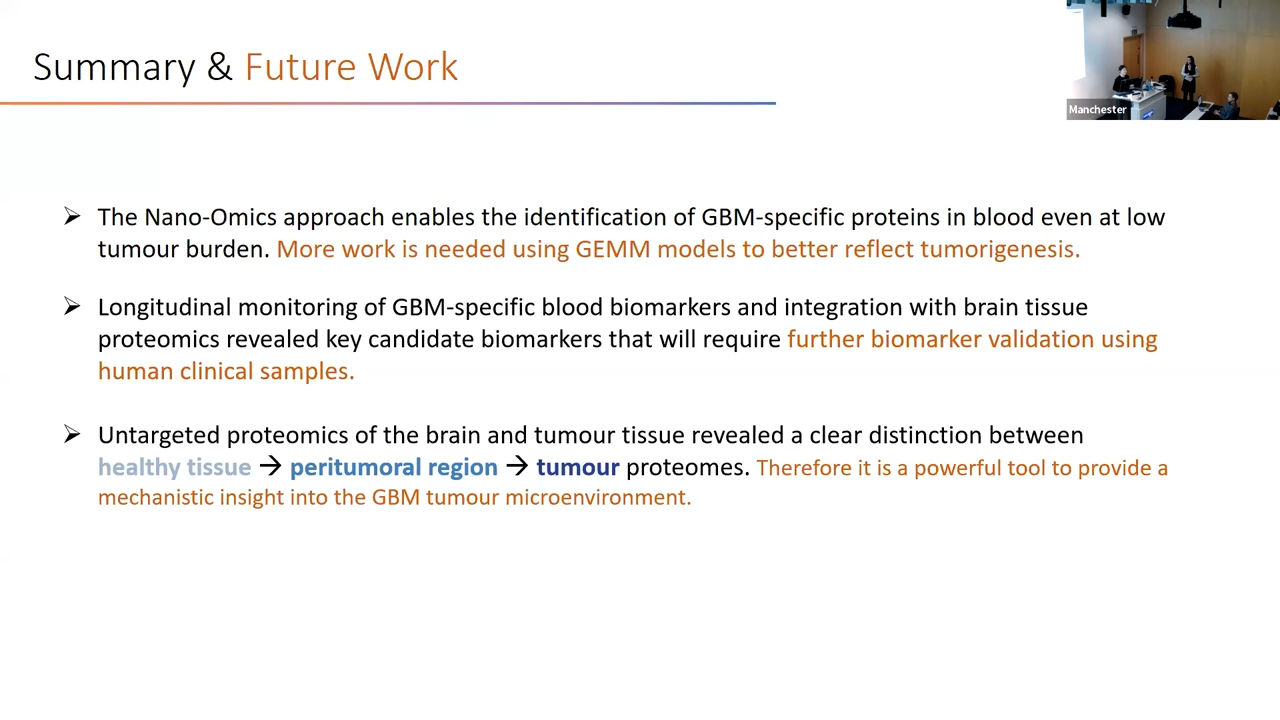 Summary & Future Work
Manchester
➢ The Nano-Omics approach enables the identification of GBM-specific proteins in blood even at low
tumour burden. More work is needed using GEMM models to better reflect tumorigenesis.
➢ Longitudinal monitoring of GBM-specific blood biomarkers and integration with brain tissue
proteomics revealed key candidate biomarkers that will require further biomarker validation using
human clinical samples.
➢ Untargeted proteomics of the brain and tumour tissue revealed a clear distinction between
healthy tissue → peritumoral region → tumour proteomes. Therefore it is a powerful tool to provide a
mechanistic insight into the GBM tumour microenvironment.